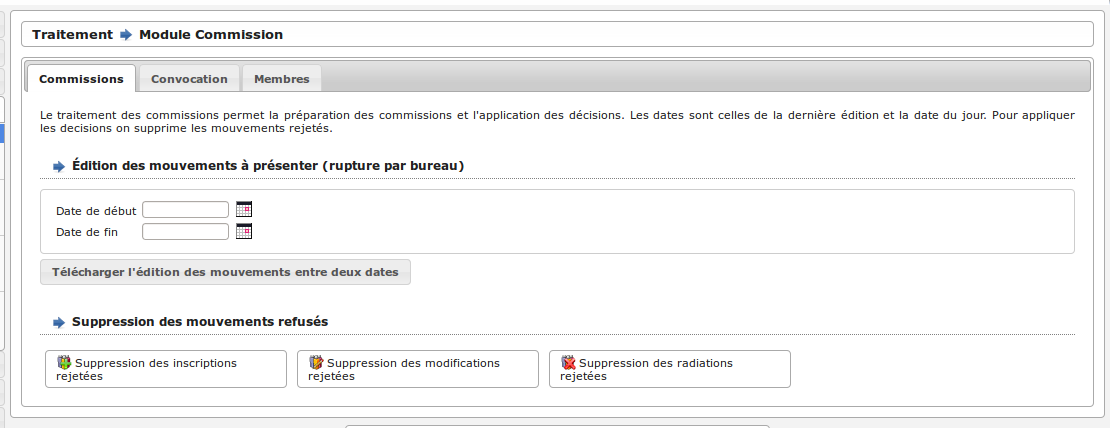 Traitement Module Commission
Commissions Convocation Membres
Le traitement des commissions permet la préparation des commissions et l'application des décisions. Les dates sont celles de la dernière édition et la date du jour. Pour appliquer
les decisions on supprime les mouvements rejetés.
Édition des mouvements à présenter (rupture par bureau)
Date de début
Date de fin
Télécharger l'édition des mouvements entre deux dates
Suppression des mouvements refusés
Suppression des inscriptions
rejetées
Suppression des modifications
rejetées
Suppression des radiations
rejetées